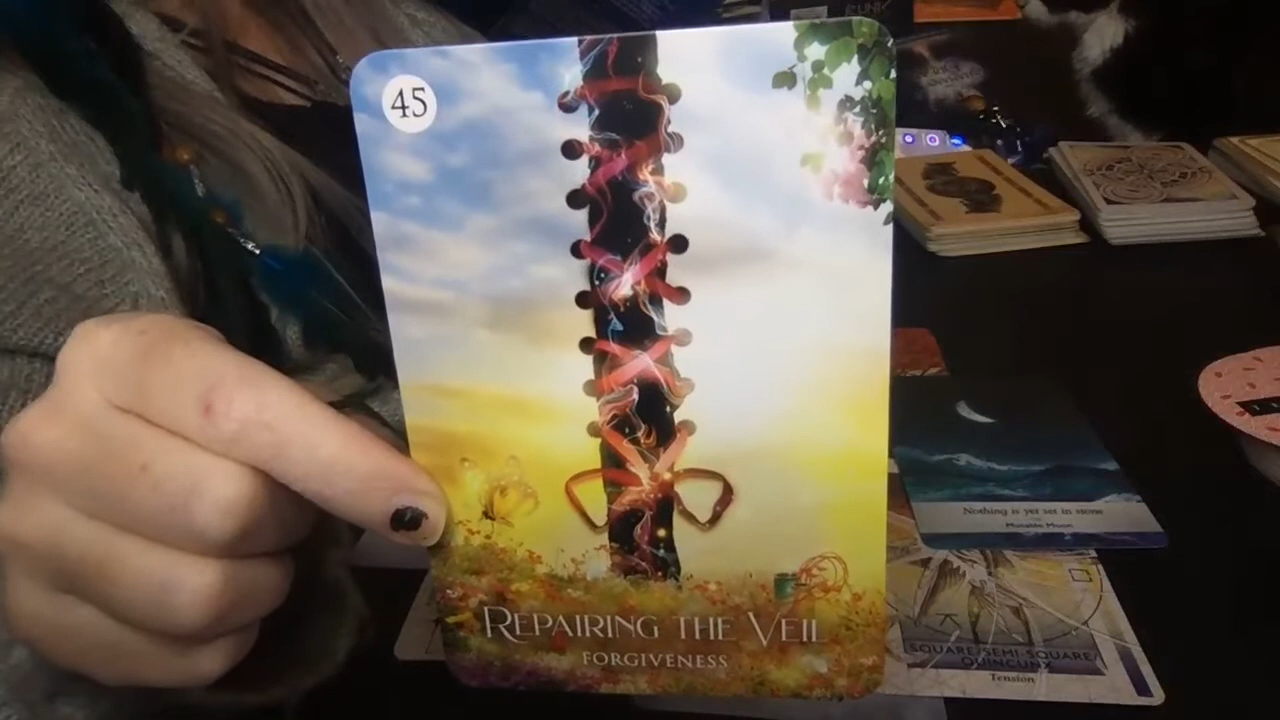 45
REPAIRING THE VEIL
FORGIVENESS
Nothing is yet set in stone
Mutable Moon
SQUARE/SEMI-SQUARE/
QUINCUNX
Tension